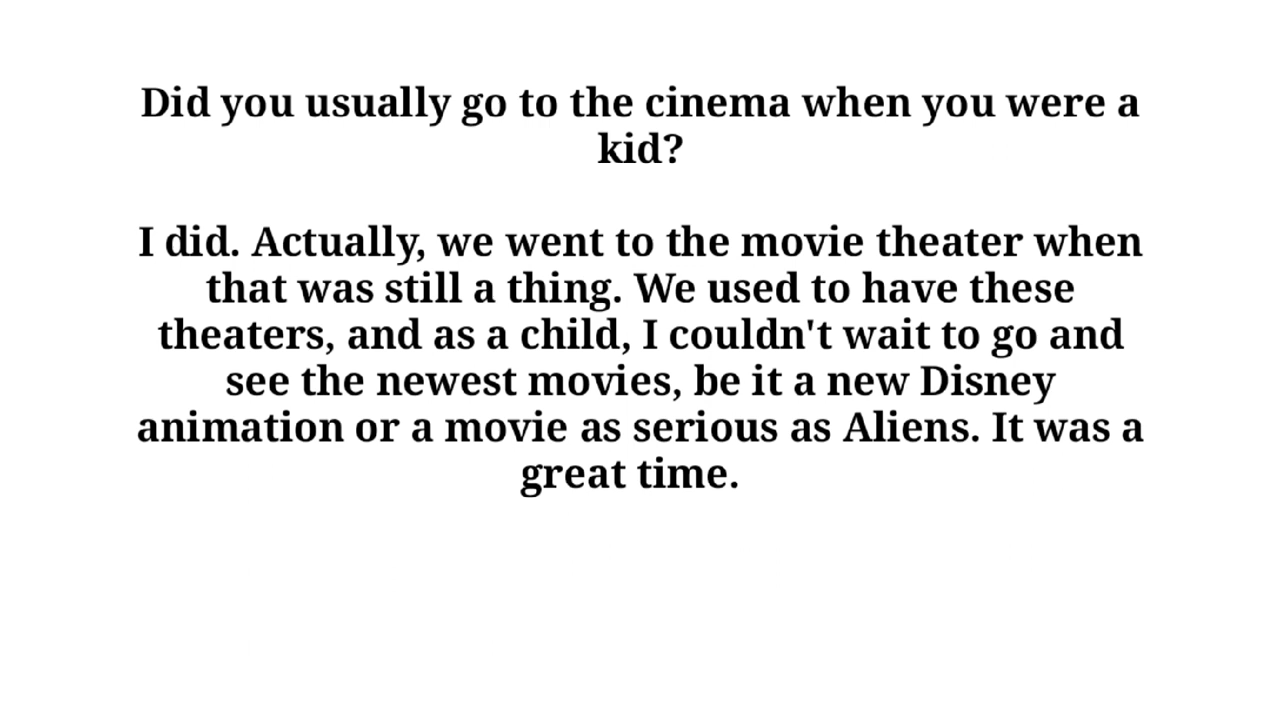 Did you usually go to the cinema when you were a
kid?
I did. Actually, we went to the movie theater when
that was still a thing. We used to have these
theaters, and as a child, I couldn't wait to go and
see the newest movies, be it a new Disney
animation or a movie as serious as Aliens. It was a
great time.